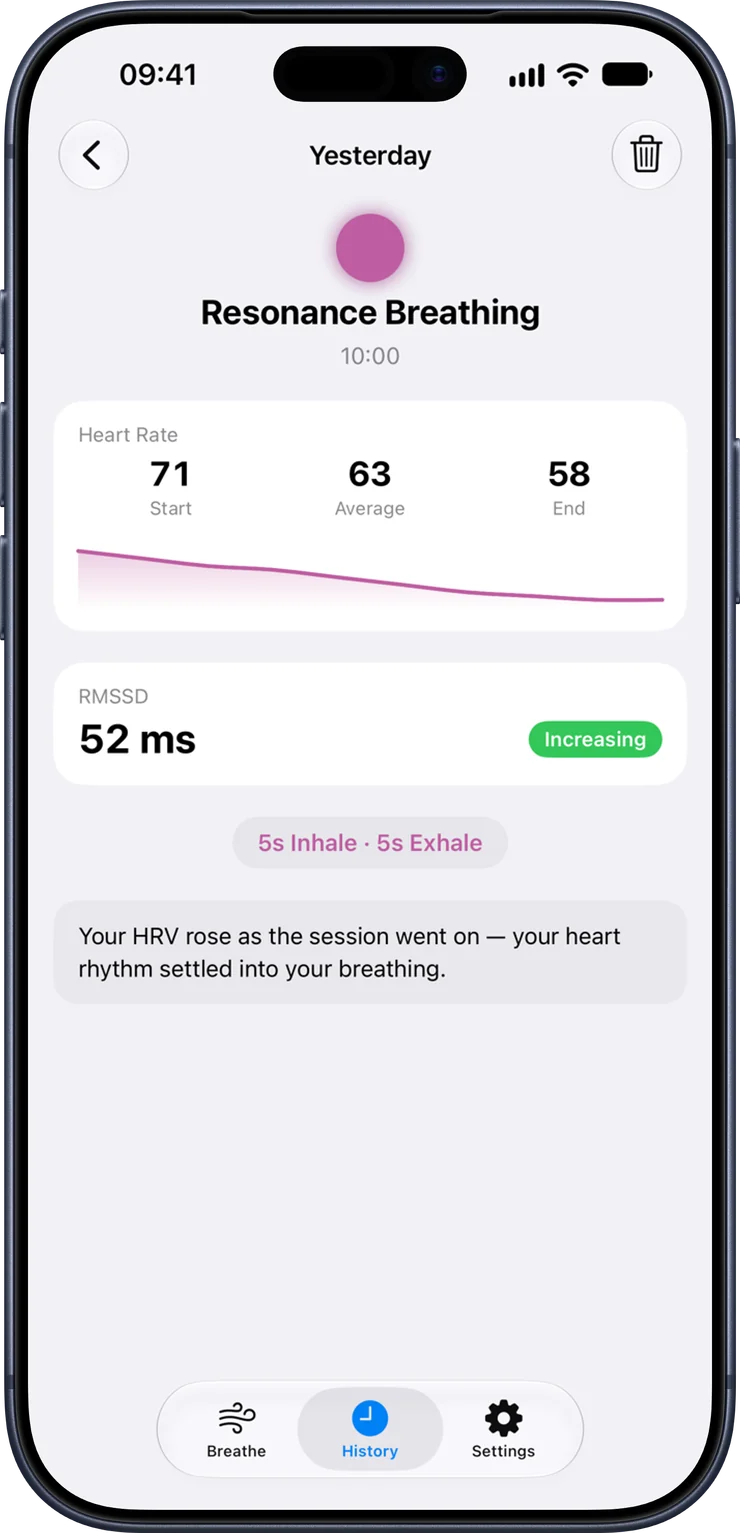 09:41
Yesterday
Resonance Breathing
10:00
Heart Rate
71 63 58
Start Average End
RMSSD
52 ms
Increasing
5s Inhale · 5s Exhale
Your HRV rose as the session went on — your heart
rhythm settled into your breathing.
Breathe History Settings